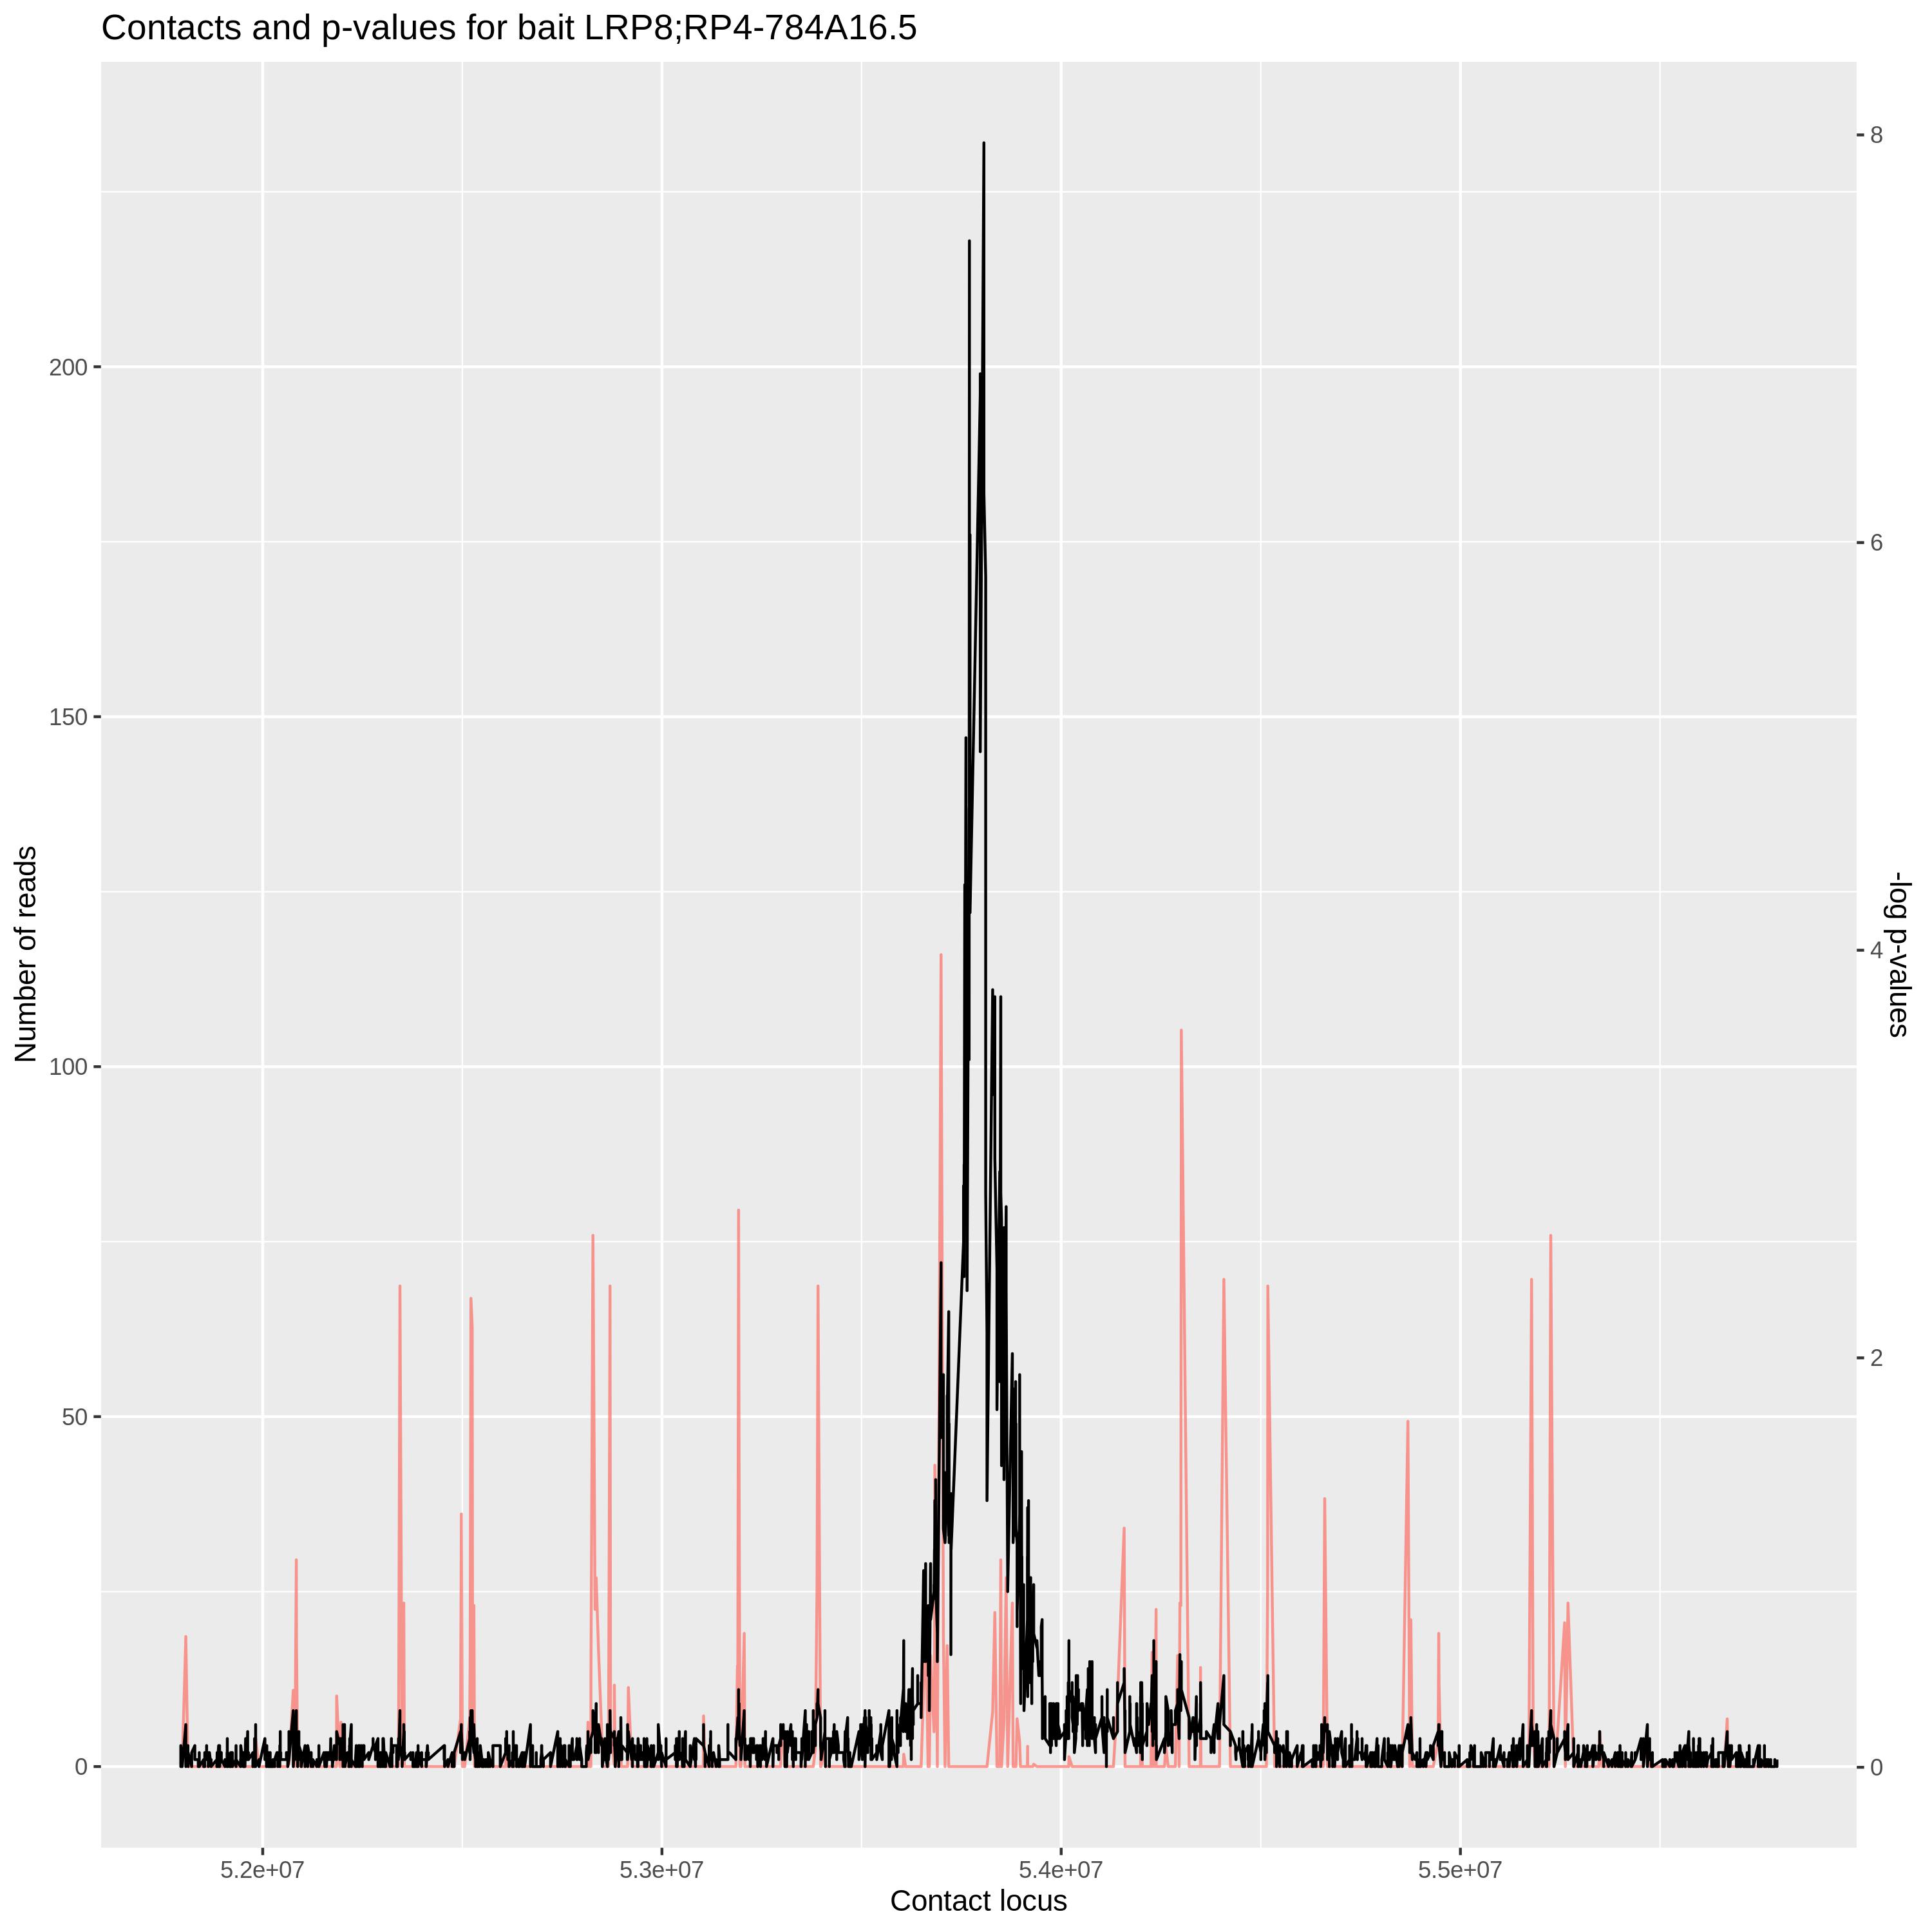 Contacts and p-values for bait LRP8;RP4-784A16.5
200
150
100
50
0
Number of reads
8
6
4
2
0
-log p-values
5.2e+07 5.3e+07 5.4e+07 5.5e+07
Contact locus